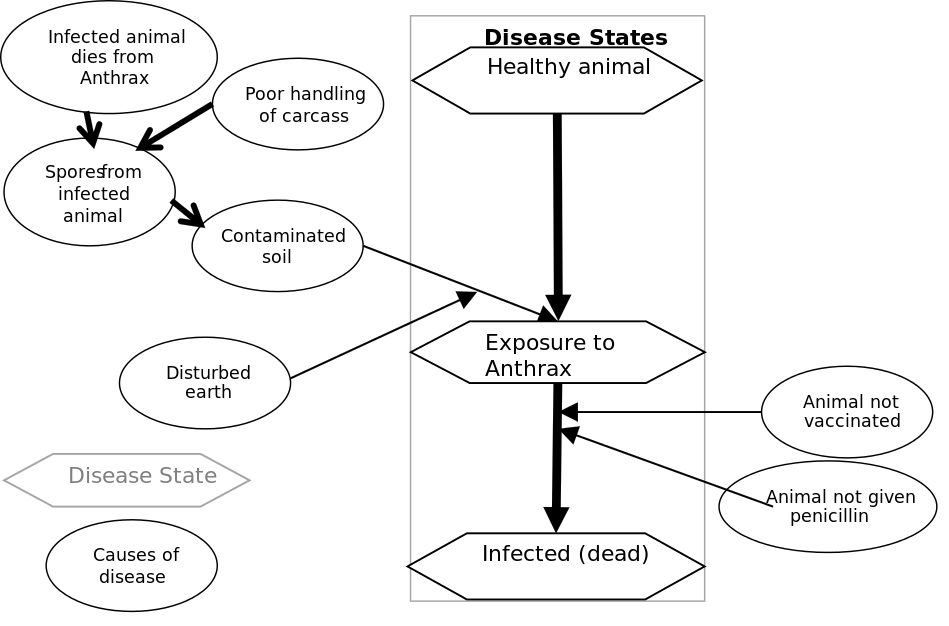 Infected animal
dies from
Anthrax
Poor handling
of carcass
Spores from
infected
animal
Contaminated
soil
Disturbed
earth
Disease State
Causes of
disease
Disease States
Healthy animal
Exposure to
Anthrax
Infected (dead)
Animal not
vaccinated
Animal not given
penicillin